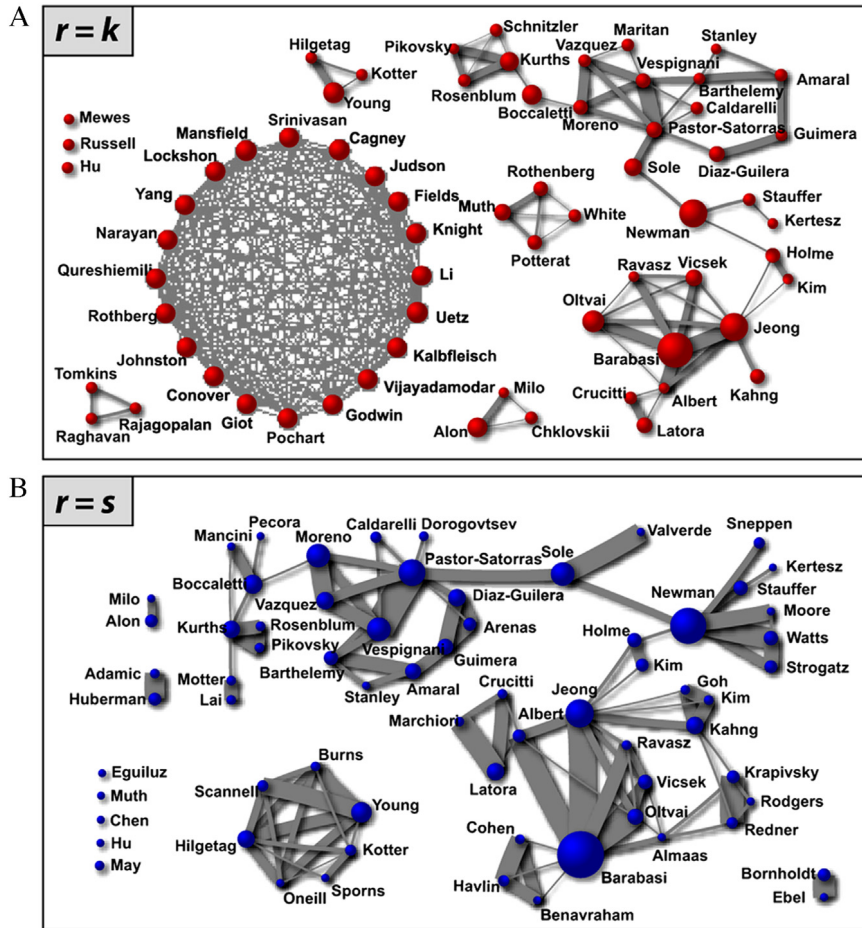 A
r = k
Hilgetag
Kotter
Young
Mewes
Russell
Hu
Schnitzler
Pikovsky
Kurths
Rosenblum
Boccaletti
Maritan
Vazquez
Vespignani
Stanley
Amaral
Barthelemy
Caldarelli
Moreno
Pastor-Satorras
Guimera
Diaz-Guilera
Sole
Srinivasan
Mansfield
Cagney
Lockshon
Judson
Yang
Fields
Narayan
Knight
Qureshiemili
Li
Rothberg
Uetz
Johnston
Kalbfleisch
Conover
Vijayadamodar
Giot
Godwin
Pochart
Rothenberg
Muth
White
Potterat
Stauffer
Newman
Kertesz
Holme
Kim
Ravasz
Vicsek
Oltvai
Jeong
Barabasi
Kahng
Albert
Crucitti
Latora
Tomkins
Rajagopalan
Raghavan
Milo
Alon
Chklovskii
B
r = s
Pecora
Mancini
Moreno
Caldarelli
Dorogovtsev
Pastor-Satorras
Sole
Valverde
Sneppen
Boccaletti
Diaz-Guilera
Newman
Kertesz
Stauffer
Milo
Alon
Vazquez
Rosenblum
Kurths
Arenas
Moore
Pikovsky
Vespignani
Guimera
Holme
Watts
Barthelemy
Kim
Strogatz
Adamic
Motter
Huberman
Lai
Stanley
Amaral
Crucitti
Jeong
Goh
Kim
Marchiori
Albert
Kahng
Ravasz
Latora
Burns
Eguiluz
Scannell
Young
Vicsek
Krapivsky
Muth
Oltvai
Rodgers
Chen
Hilgetag
Kotter
Cohen
Almaas
Redner
Hu
May
Oneill
Sporns
Havlin
Barabasi
Benavraham
Bornholdt
Ebel